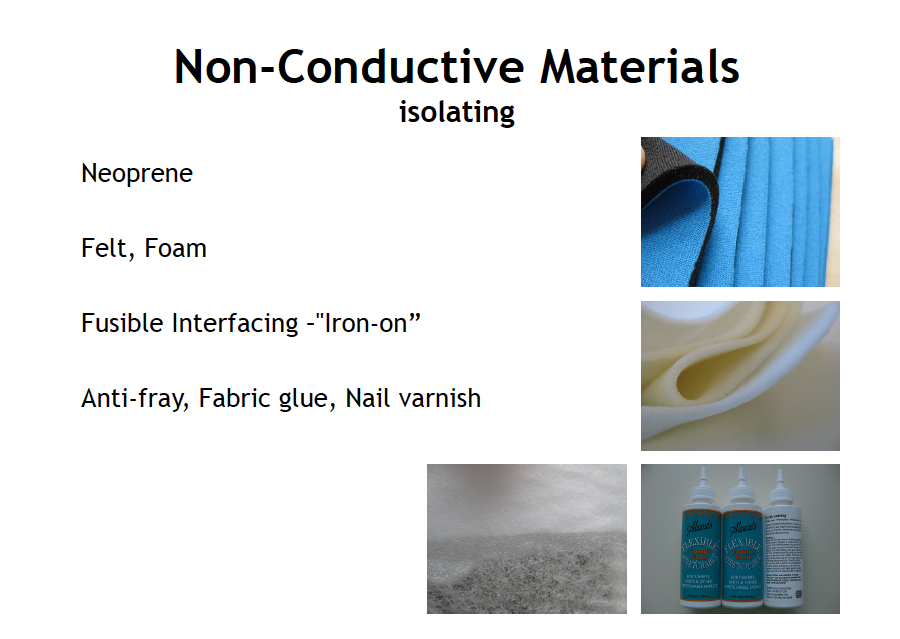 Non-Conductive Materials
isolating
Neoprene
Felt, Foam
Fusible Interfacing –"Iron-on”
Anti-fray, Fabric glue, Nail varnish
Aleene's
Aleene's
FLEXIBLE
FLEXIBLE
STRETCHABLE
STRETCHABLE